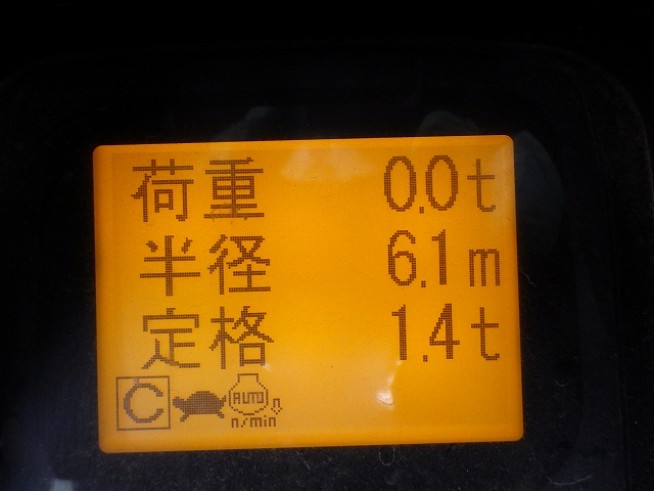 荷重 0.0t
半径 6.1m
定格 1.4t
C AUTO n
n/min